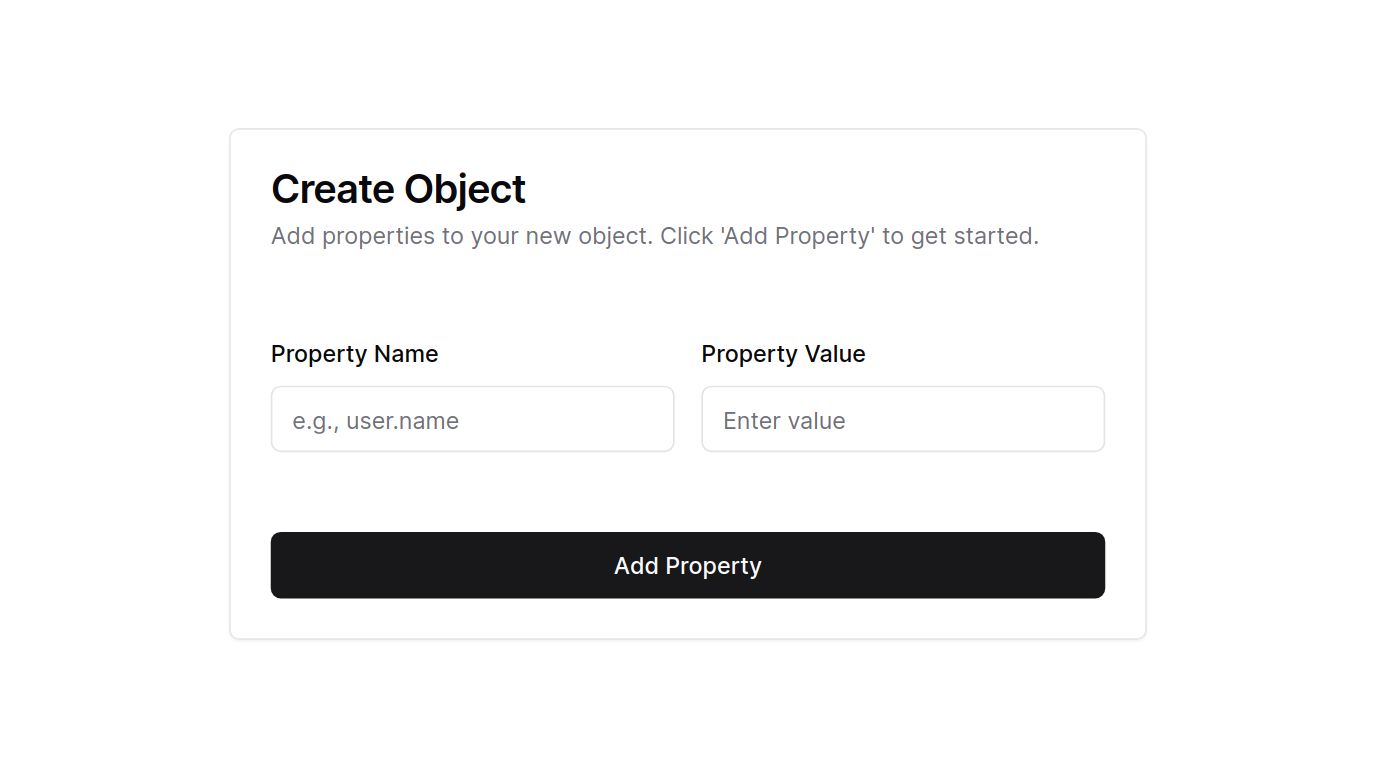 Create Object
Add properties to your new object. Click 'Add Property' to get started.
Property Name
Property Value
e.g., user.name
Enter value
Add Property